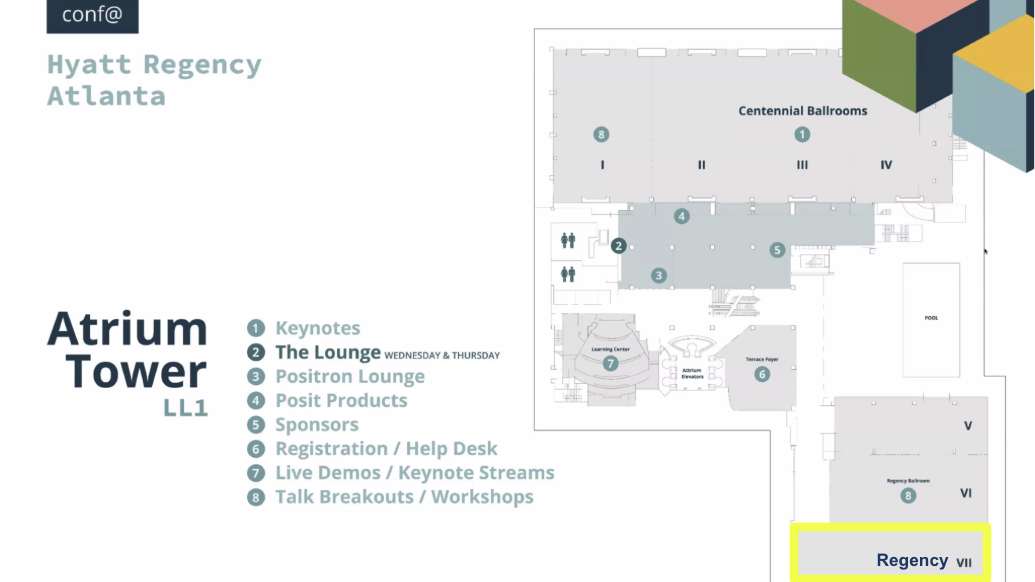 conf@
Hyatt Regency
Atlanta
Centennial Ballrooms
8
1
I
II
III
IV
4
2
5
3
Atrium
Tower
LL1
1 Keynotes
2 The Lounge WEDNESDAY & THURSDAY
3 Positron Lounge
4 Posit Products
5 Sponsors
6 Registration / Help Desk
7 Live Demos / Keynote Streams
8 Talk Breakouts / Workshops
POOL
Learning Center
7
Atrium
Elevators
Terrace Foyer
6
V
Regency Ballroom
8
VI
Regency VII